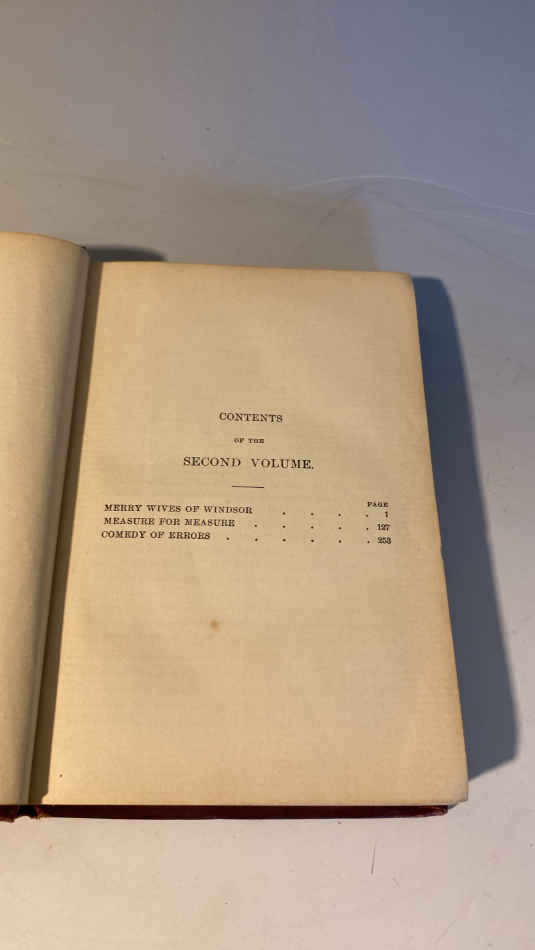 CONTENTS
OF THE
SECOND VOLUME.
PAGE
MERRY WIVES OF WINDSOR . . . . 1
MEASURE FOR MEASURE . . . . . 127
COMEDY OF ERRORS . . . . . . 253